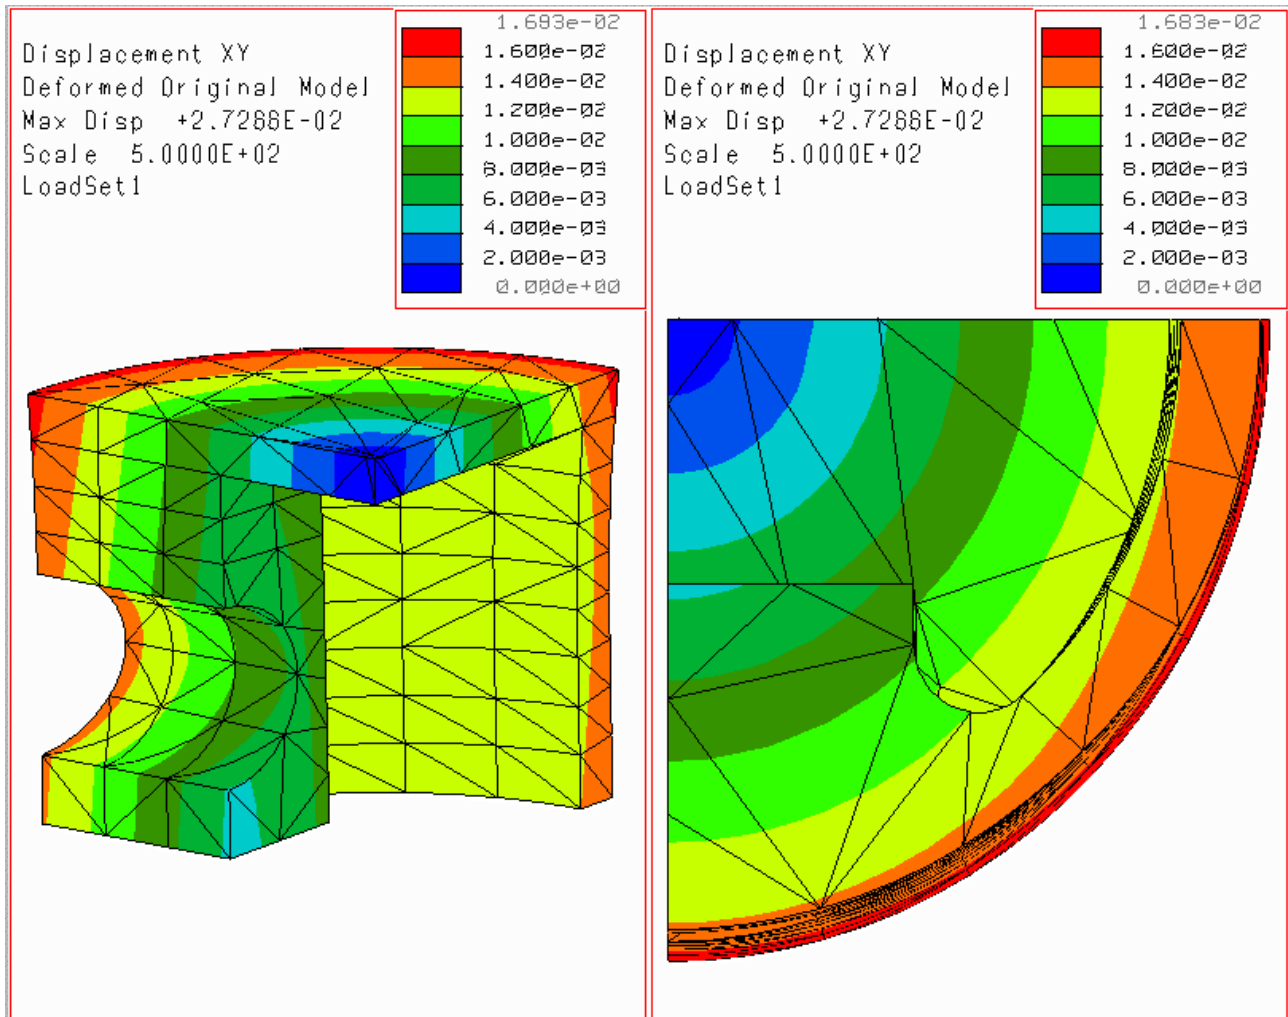 Displacement XY
Deformed Original Model
Max Disp +2.7288E-02
Scale 5.0000E+02
LoadSet1
1.693e-02
1.600e-02
1.400e-02
1.200e-02
1.000e-02
8.000e-03
6.000e-03
4.000e-03
2.000e-03
0.000e+00
Displacement XY
Deformed Original Model
Max Disp +2.7288E-02
Scale 5.0000E+02
LoadSet1
1.683e-02
1.600e-02
1.400e-02
1.200e-02
1.000e-02
8.000e-03
6.000e-03
4.000e-03
2.000e-03
0.000e+00